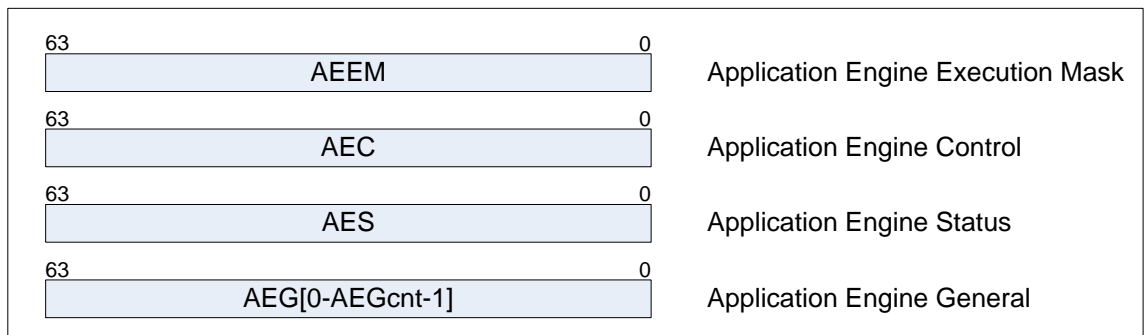 63 0
AEEM Application Engine Execution Mask
63 0
AEC Application Engine Control
63 0
AES Application Engine Status
63 0
AEG[0-AEGcnt-1] Application Engine General